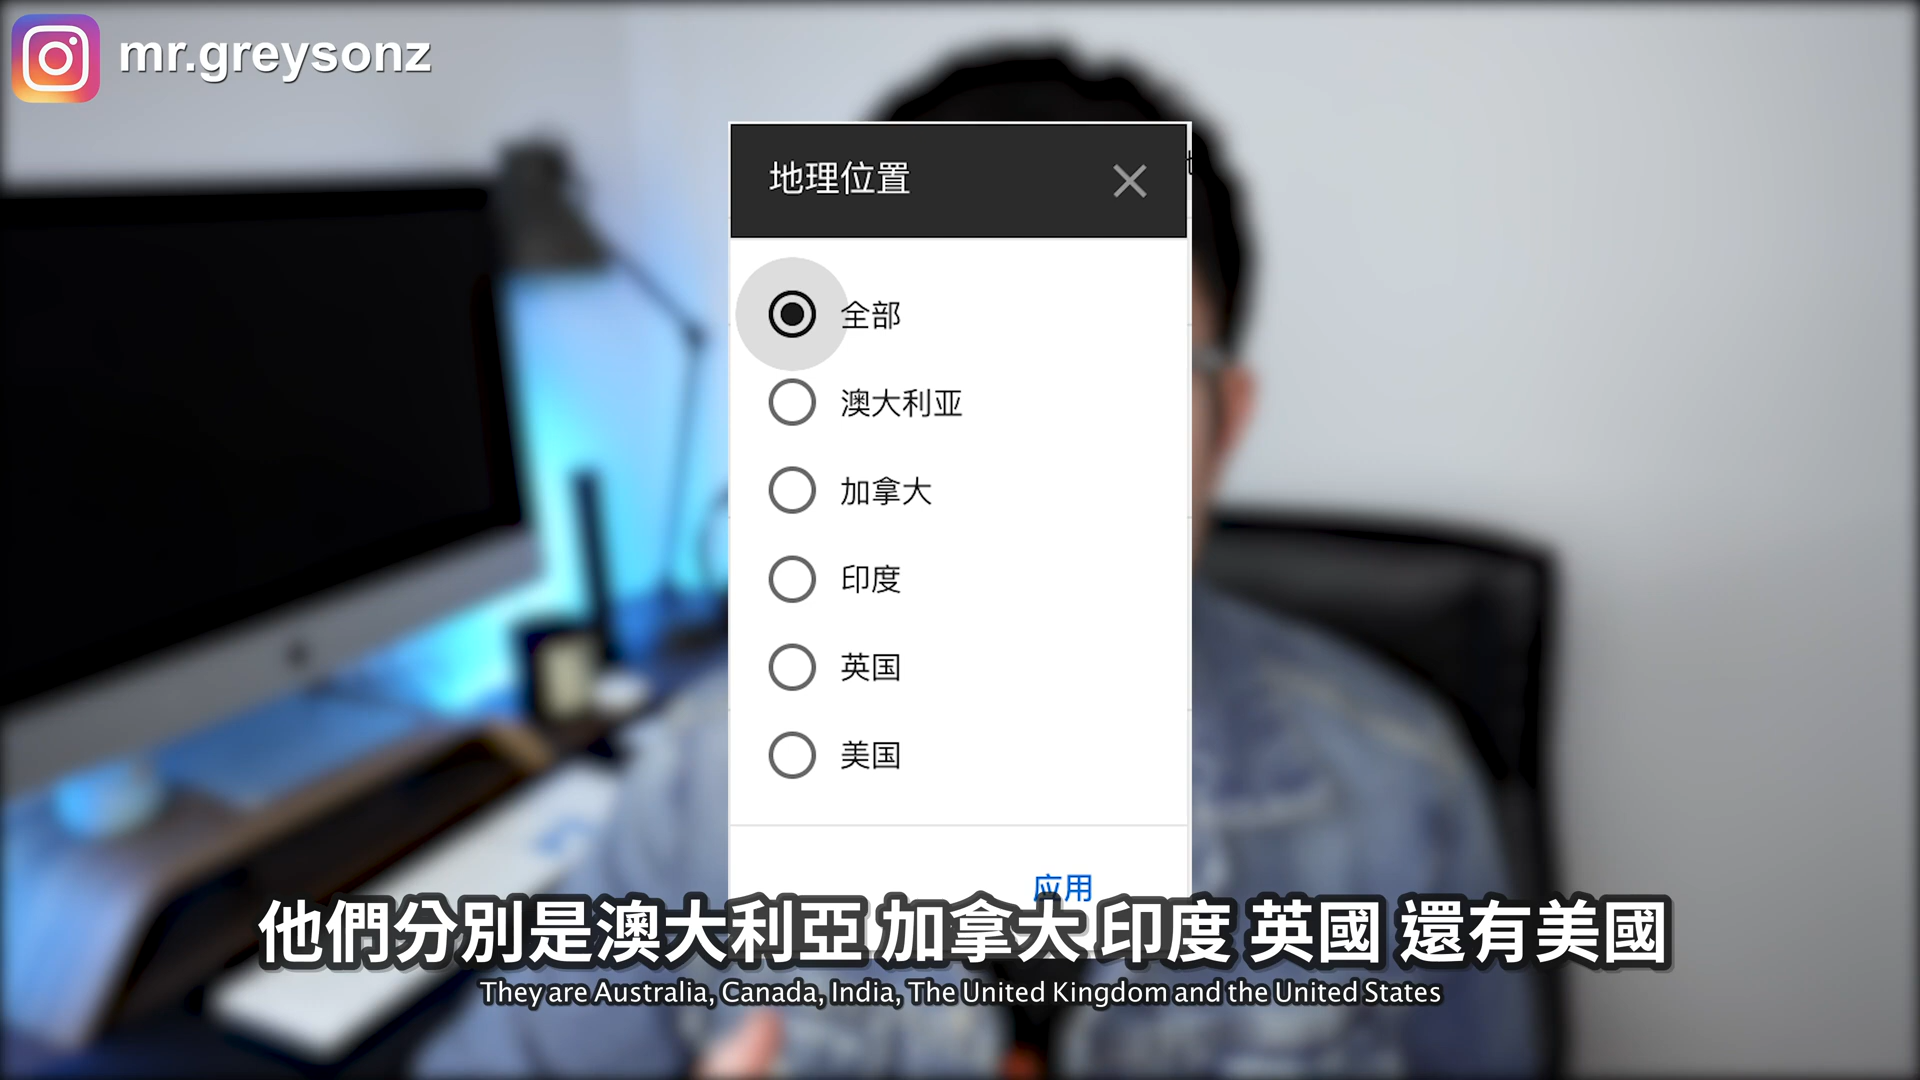 mr.greysonz
地理位置
全部
澳大利亚
加拿大
印度
英国
美国
应用
他們分別是澳大利亞 加拿大 印度 英國 還有美國
They are Australia, Canada, India, The United Kingdom and the United States